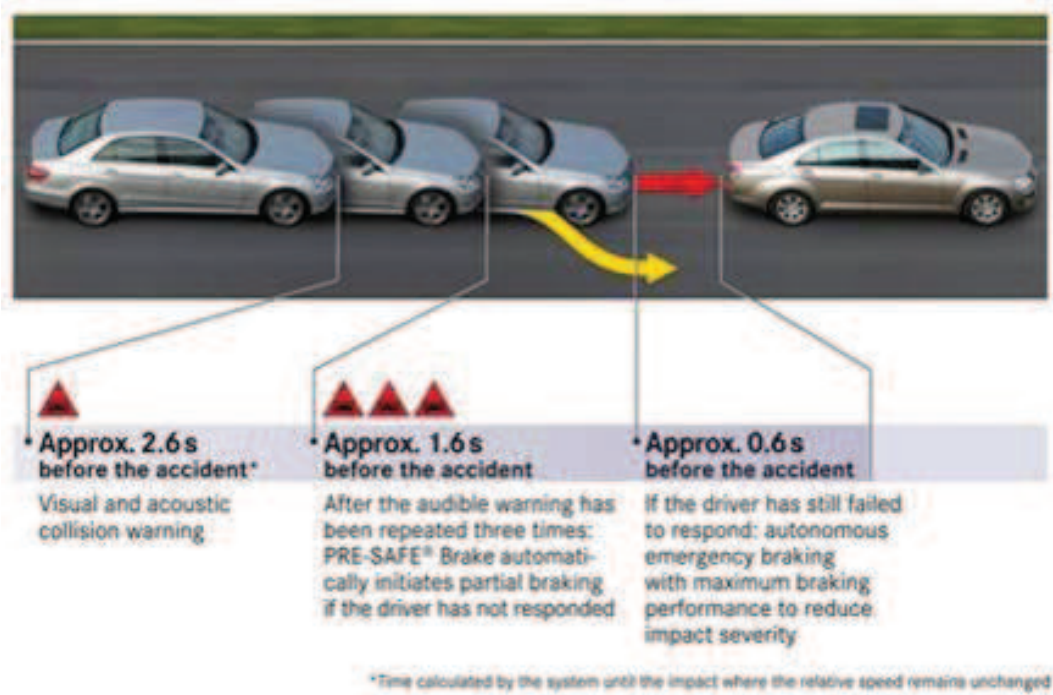 • Approx. 2.6 s
before the accident*
Visual and acoustic
collision warning
• Approx. 1.6 s
before the accident
After the audible warning has
been repeated three times:
PRE-SAFE® Brake automati-
cally initiates partial braking
if the driver has not responded
• Approx. 0.6 s
before the accident
If the driver has still failed
to respond: autonomous
emergency braking
with maximum braking
performance to reduce
impact severity
*Time calculated by the system until the impact where the relative speed remains unchanged